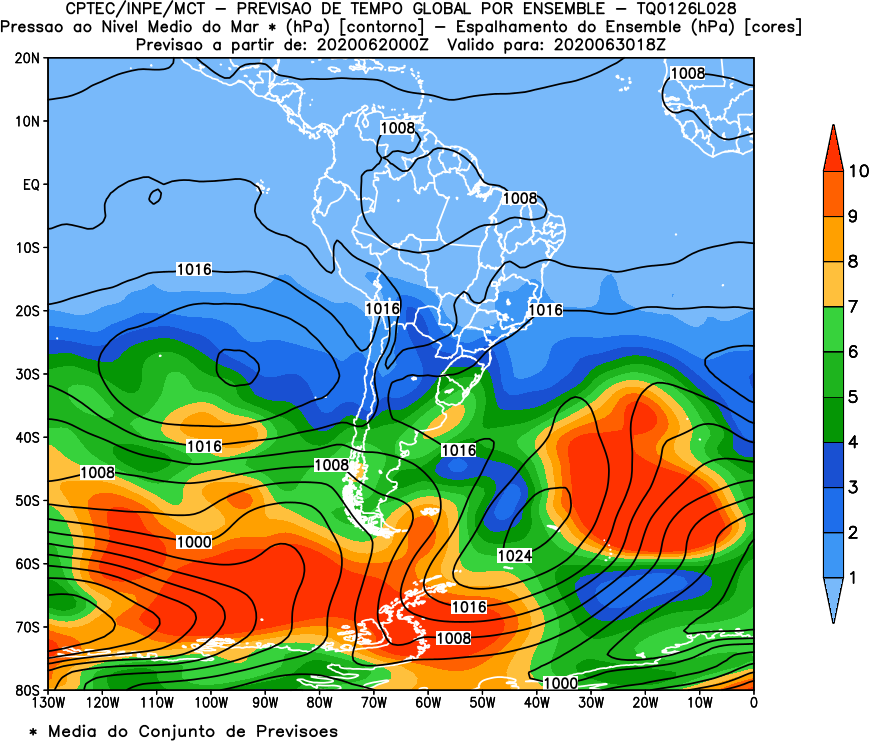 CPTEC/INPE/MCT – PREVISAO DE TEMPO GLOBAL POR ENSEMBLE – TQ0126L028
Pressao ao Nivel Medio do Mar * (hPa) [contorno] – Espalhamento do Ensemble (hPa) [cores]
Previsao a partir de: 2020062000Z Valido para: 2020063018Z
20N
1008
10N
1008
10
EQ
1008
9
10S
8
1016
20S
1016
1016
7
6
30S
5
40S
1016
1016
4
1008
1008
3
50S
1000
2
1024
60S
1
1016
70S
1008
1000
80S
130W 120W 110W 100W 90W 80W 70W 60W 50W 40W 30W 20W 10W 0
* Media do Conjunto de Previsoes